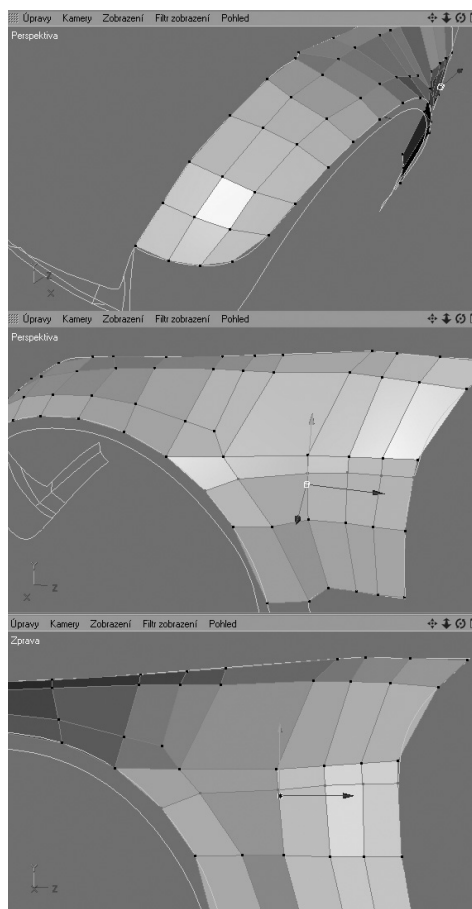 Úpravy Kamery Zobrazení Filtr zobrazení Pohled
Perspektiva
Z
X
Úpravy Kamery Zobrazení Filtr zobrazení Pohled
Perspektiva
Y
Z
X
Úpravy Kamery Zobrazení Filtr zobrazení Pohled
Zprava
Y
X
Z